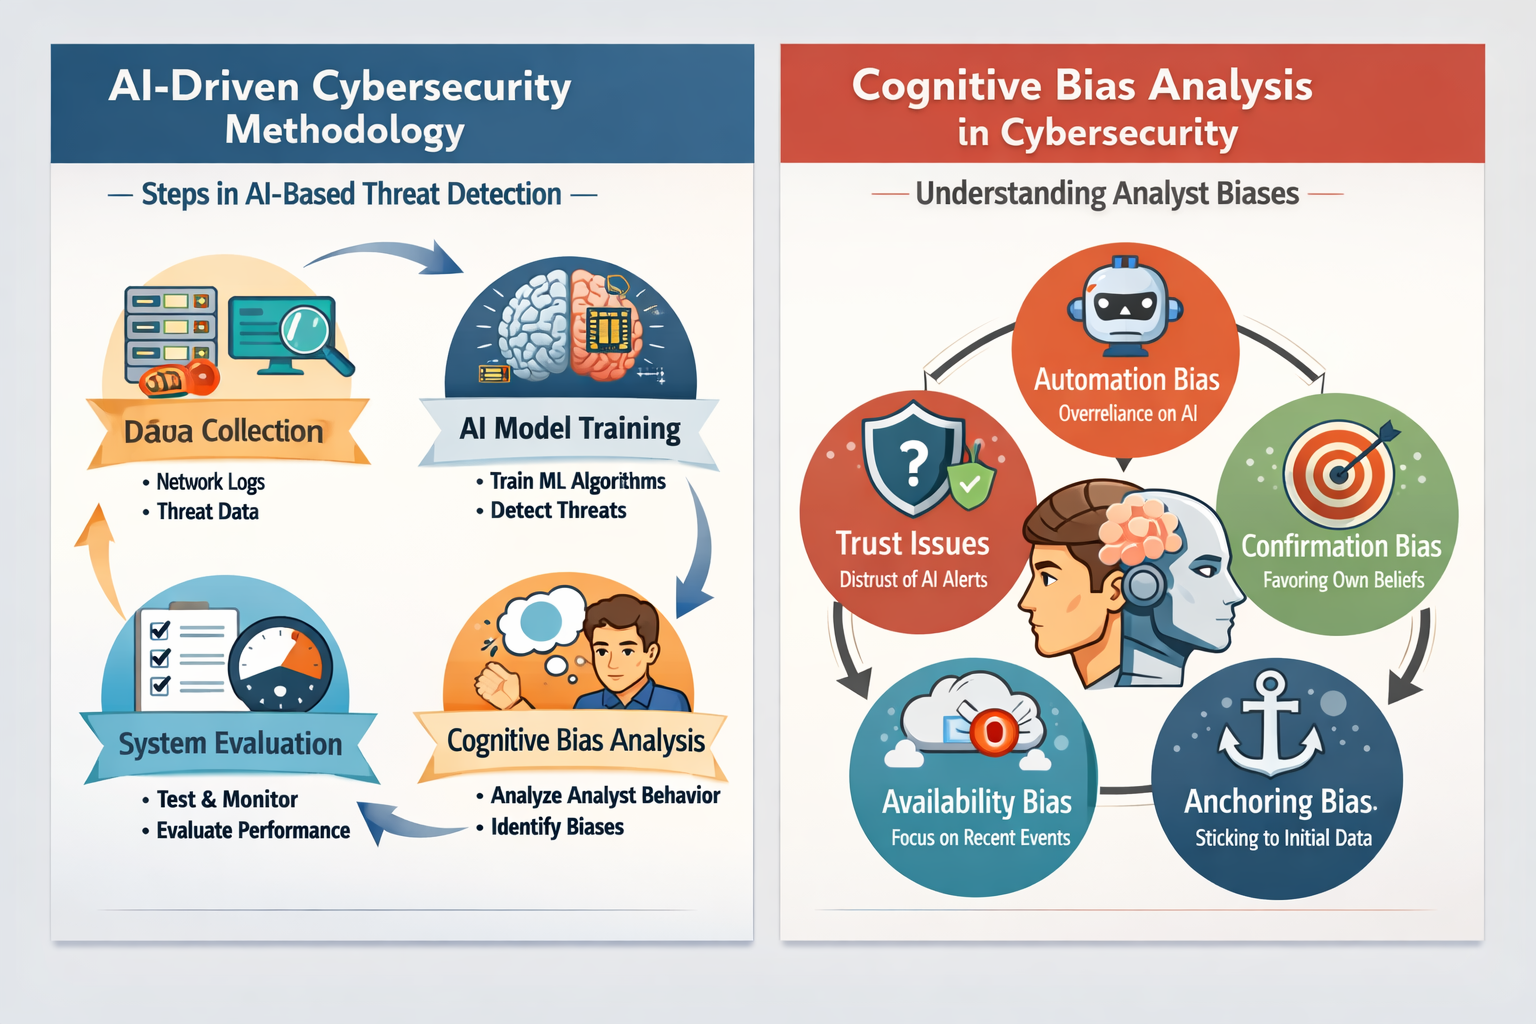 AI-Driven Cybersecurity
Methodology
Steps in AI-Based Threat Detection
Collection
• Network Logs
• Threat Data
AI Model Training
• Train ML Algorithms
• Detect Threats
System Evaluation
• Test & Monitor
• Evaluate Performance
Cognitive Bias Analysis
• Analyze Analyst Behavior
• Identify Biases
Cognitive Bias Analysis
in Cybersecurity
Understanding Analyst Biases
Automation Bias
Overreliance on AI
?
Trust Issues
Distrust of AI Alerts
Confirmation Bias
Favoring Own Beliefs
Availability Bias
Focus on Recent Events
Anchoring Bias.
Sticking to Initial Data